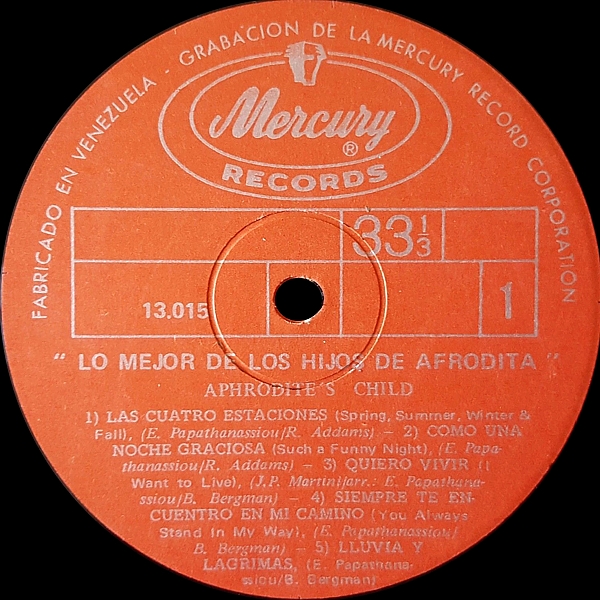 FABRICADO EN VENEZUELA - GRABACION DE LA MERCURY RECORD CORPORATION
Mercury ®
RECORDS
33 1/3
13.015
1
" LO MEJOR DE LOS HIJOS DE AFRODITA "
APHRODITE'S CHILD
1) LAS CUATRO ESTACIONES (Spring, Summer, Winter &
Fall), (E. Papathanassiou/R. Addams) – 2) COMO UNA
NOCHE GRACIOSA (Such a Funny Night), (E. Papa-
thanassiou/R. Addams) – 3) QUIERO VIVIR (I
Want to Live), (J.P. Martini/arr.: E. Papathanas-
siou/B. Bergman) – 4) SIEMPRE TE EN-
CUENTRO EN MI CAMINO (You Always
Stand In My Way), (E. Papathanassiou/
B. Bergman) – 5) LLUVIA Y
LAGRIMAS, (E. Papathana-
ssiou/B. Bergman)